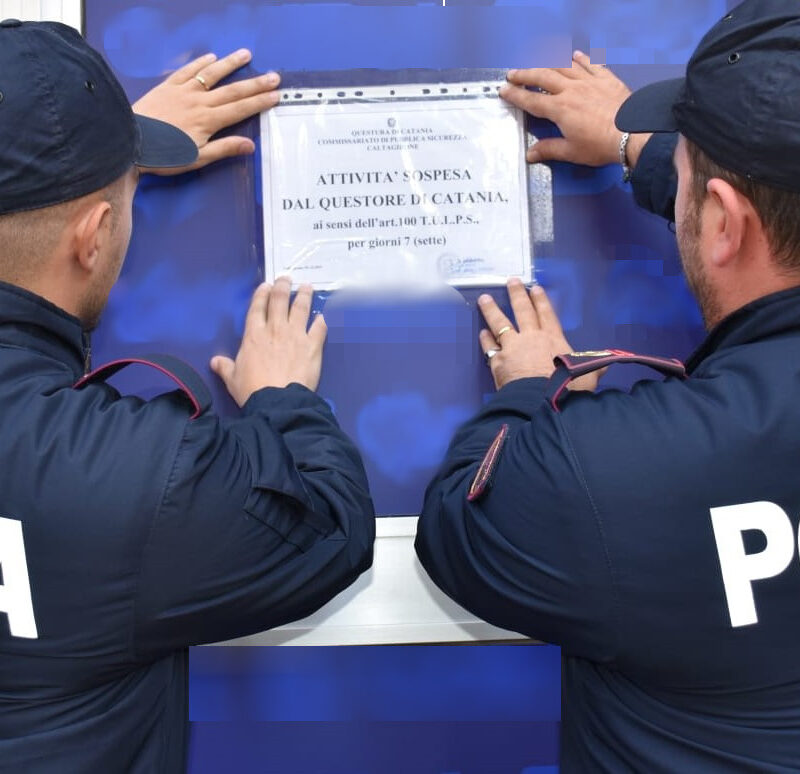 QUESTURA DI CATANIA
COMMISSARIATO DI PUBBLICA SICUREZZA
CALTAGIRONE
ATTIVITA' SOSPESA
DAL QUESTORE DI CATANIA,
ai sensi dell'art.100 T.U.L.P.S.,
per giorni 7 (sette)
A
PO